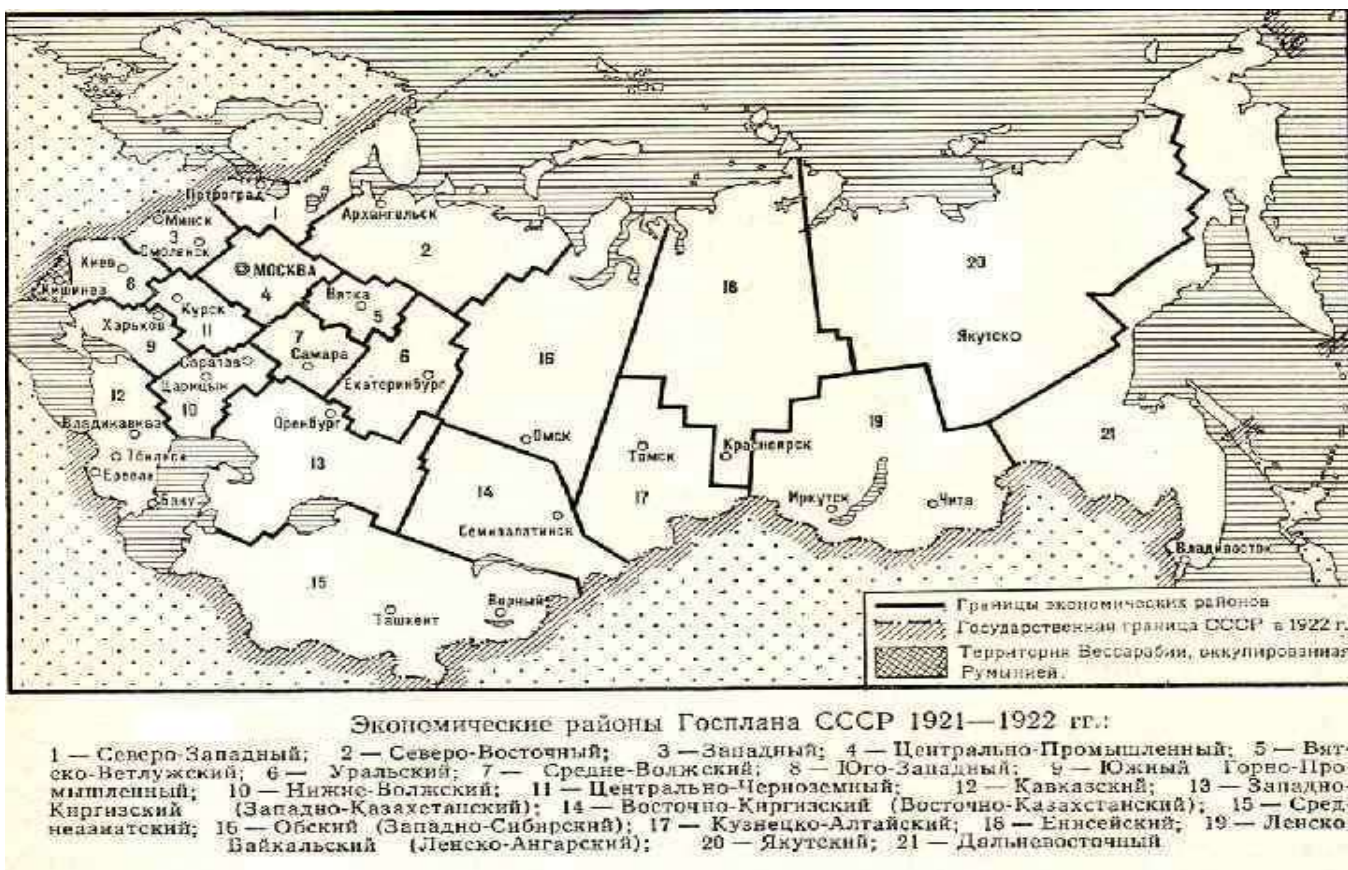 Петроград
1
Архангельск
2
Минск
3
Смоленск
Киев
8
Кишинев
МОСКВА
4
Вятка
5
Курск
11
Харьков
9
7
Самара
6
Екатеринбург
Саратов
Царицын
10
12
Владикавказ
Тбилиси
Ереван
Баку
Оренбург
13
16
Омск
14
Семипалатинск
15
Ташкент
Верный
18
Томск
17
Красноярск
19
Иркутск
Чита
20
Якутск
21
Владивосток
Границы экономических районов
Государственная граница СССР в 1922 г.
Территория Бессарабии, оккупированная
Румынией.
Экономические районы Госплана СССР 1921—1922 гг.:
1 — Северо-Западный; 2 — Северо-Восточный; 3 — Западный; 4 — Центрально-Промышленный; 5 — Вят-
ско-Ветлужский; 6 — Уральский; 7 — Средне-Волжский; 8 — Юго-Западный; 9 — Южный Горно-Про-
мышленный; 10 — Нижне-Волжский; 11 — Центрально-Черноземный; 12 — Кавказский; 13 — Западно-
Киргизский (Западно-Казахстанский); 14 — Восточно-Киргизский (Восточно-Казахстанский); 15 — Сред-
неазиатский; 16 — Обский (Западно-Сибирский); 17 — Кузнецко-Алтайский; 18 — Енисейский; 19 — Ленско-
Байкальский (Ленско-Ангарский); 20 — Якутский; 21 — Дальневосточный